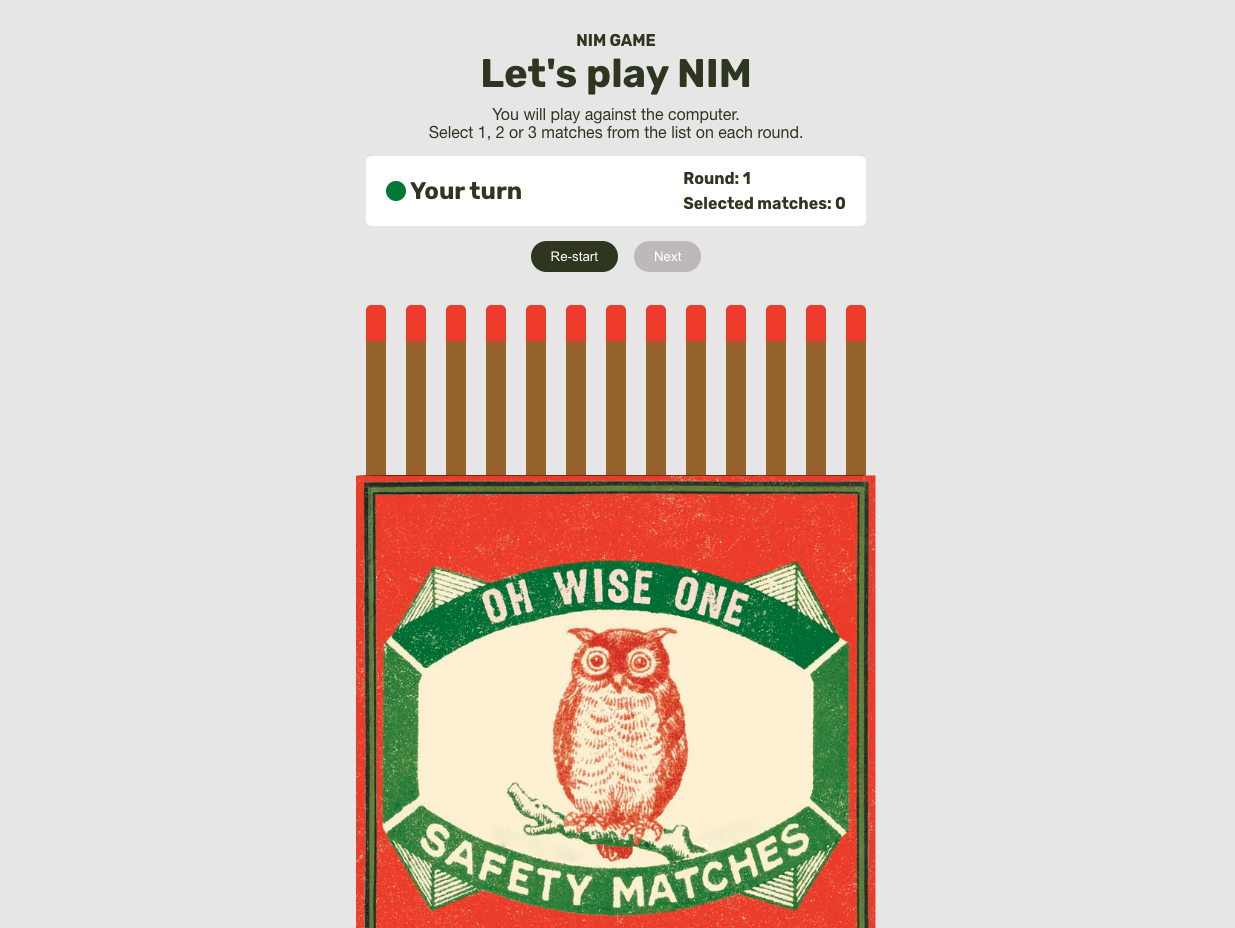 NIM GAME
Let's play NIM
You will play against the computer.
Select 1, 2 or 3 matches from the list on each round.
Your turn
Round: 1
Selected matches: 0
Re-start
Next
OH WISE ONE
SAFETY MATCHES